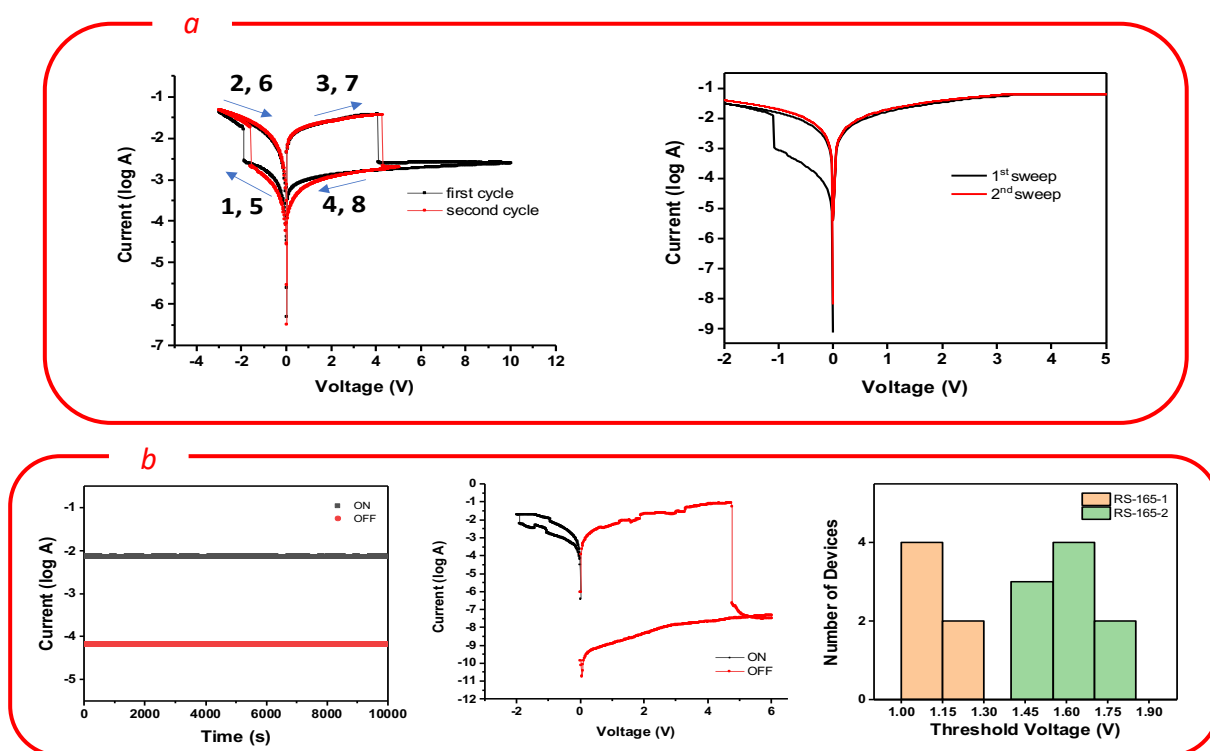 a
2, 6
3, 7
1, 5
4, 8
first cycle
second cycle
Current (log A)
-1
-2
-3
-4
-5
-6
-7
-4 -2 0 2 4 6 8 10 12
Voltage (V)
1st sweep
2nd sweep
Current (log A)
-1
-2
-3
-4
-5
-6
-7
-8
-9
-2 -1 0 1 2 3 4 5
Voltage (V)
b
ON
OFF
Current (log A)
-1
-2
-3
-4
-5
0 2000 4000 6000 8000 10000
Time (s)
Current (log A)
0
-1
-2
-3
-4
-5
-6
-7
-8
-9
-10
-11
-12
ON
OFF
-2 0 2 4 6
Voltage (V)
RS-165-1
RS-165-2
Number of Devices
4
2
0
1.00 1.15 1.30 1.45 1.60 1.75 1.90
Threshold Voltage (V)